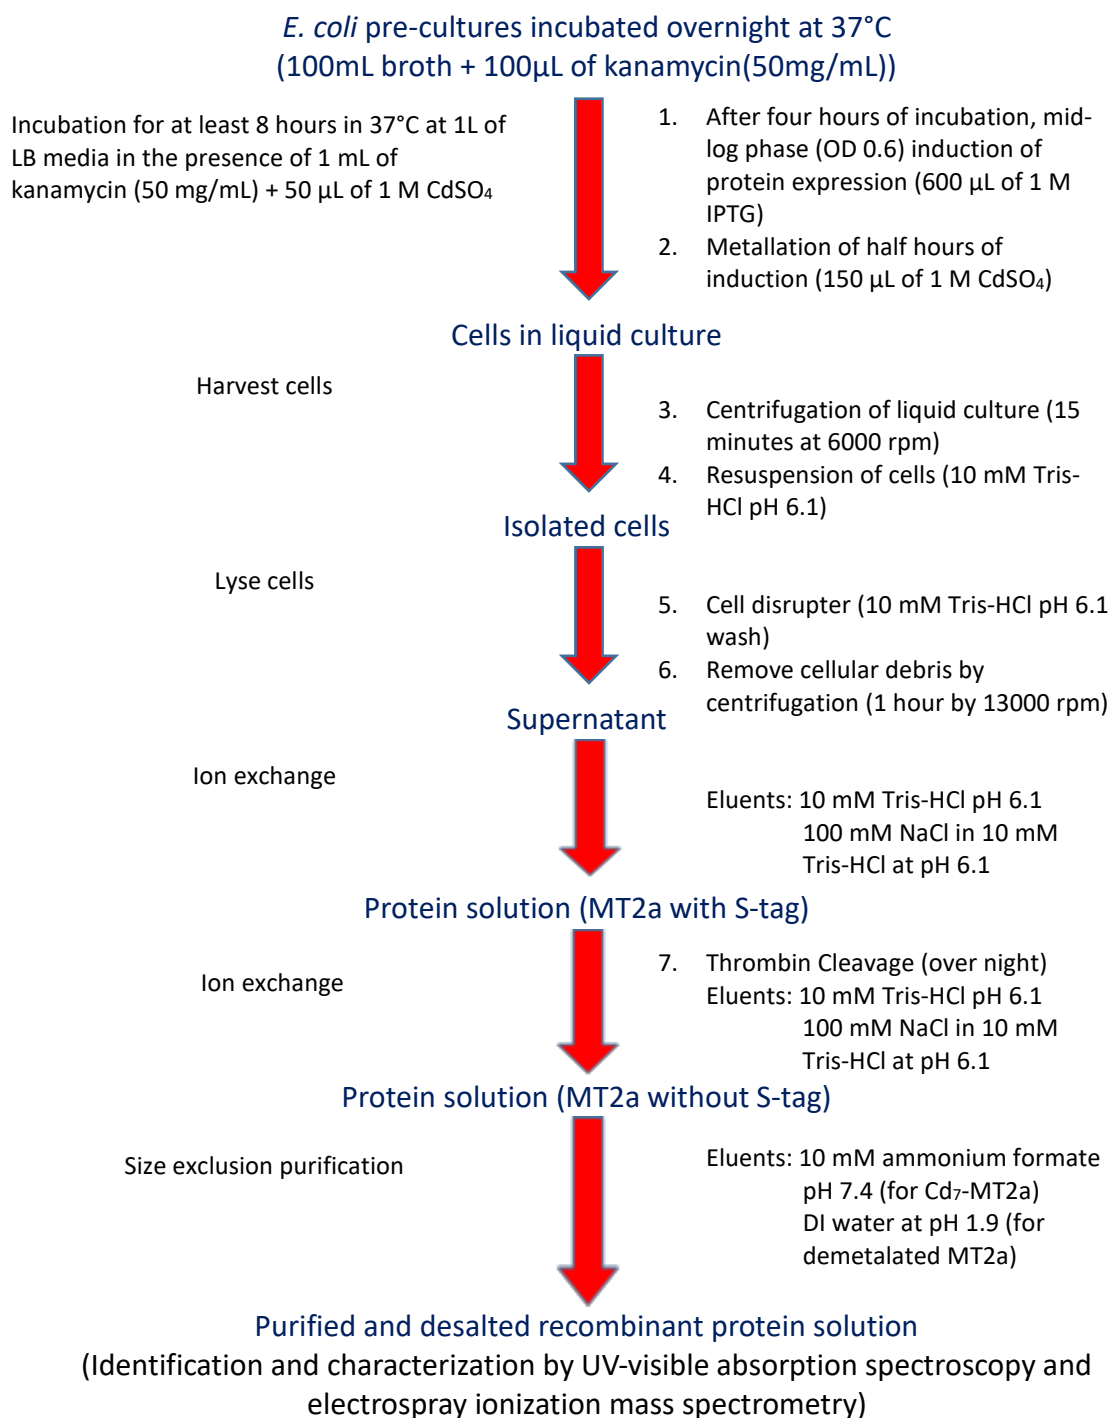 E. coli pre-cultures incubated overnight at 37°C
(100mL broth + 100µL of kanamycin(50mg/mL))
Incubation for at least 8 hours in 37°C at 1L of
LB media in the presence of 1 mL of
kanamycin (50 mg/mL) + 50 µL of 1 M CdSO₄
1. After four hours of incubation, mid-
log phase (OD 0.6) induction of
protein expression (600 µL of 1 M
IPTG)
2. Metallation of half hours of
induction (150 µL of 1 M CdSO₄)
Cells in liquid culture
Harvest cells
3. Centrifugation of liquid culture (15
minutes at 6000 rpm)
4. Resuspension of cells (10 mM Tris-
HCl pH 6.1)
Isolated cells
Lyse cells
5. Cell disrupter (10 mM Tris-HCl pH 6.1
wash)
6. Remove cellular debris by
centrifugation (1 hour by 13000 rpm)
Supernatant
Ion exchange
Eluents: 10 mM Tris-HCl pH 6.1
100 mM NaCl in 10 mM
Tris-HCl at pH 6.1
Protein solution (MT2a with S-tag)
Ion exchange
7. Thrombin Cleavage (over night)
Eluents: 10 mM Tris-HCl pH 6.1
100 mM NaCl in 10 mM
Tris-HCl at pH 6.1
Protein solution (MT2a without S-tag)
Size exclusion purification
Eluents: 10 mM ammonium formate
pH 7.4 (for Cd₇-MT2a)
DI water at pH 1.9 (for
demetalated MT2a)
Purified and desalted recombinant protein solution
(Identification and characterization by UV-visible absorption spectroscopy and
electrospray ionization mass spectrometry)